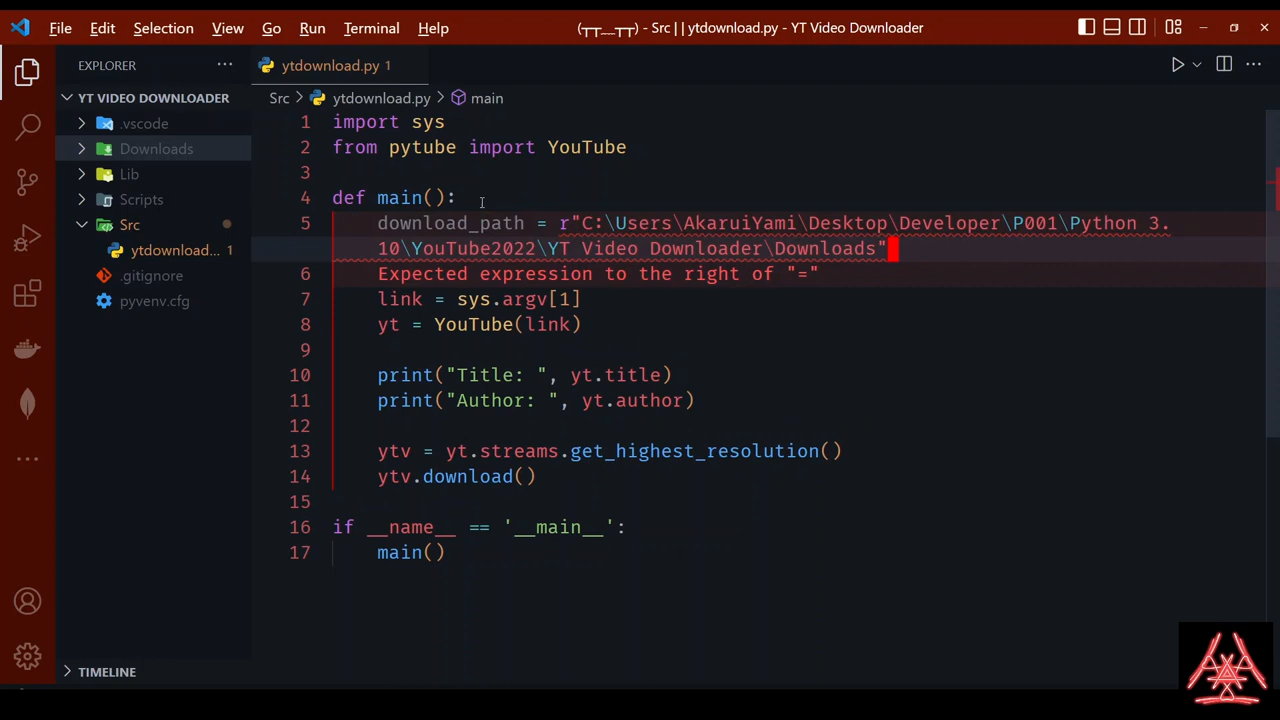 File Edit Selection View Go Run Terminal Help (┬┬﹏┬┬) - Src | | ytdownload.py - YT Video Downloader
EXPLORER ···
YT VIDEO DOWNLOADER
.vscode
Downloads
Lib
Scripts
Src
ytdownload... 1
.gitignore
pyvenv.cfg
TIMELINE
ytdownload.py 1
Src > ytdownload.py > main
1 import sys
2 from pytube import YouTube
3
4 def main():
5 download_path = r"C:\Users\AkaruiYami\Desktop\Developer\P001\Python 3.
10\YouTube2022\YT Video Downloader\Downloads"
6 Expected expression to the right of "="
7 link = sys.argv[1]
8 yt = YouTube(link)
9
10 print("Title: ", yt.title)
11 print("Author: ", yt.author)
12
13 ytv = yt.streams.get_highest_resolution()
14 ytv.download()
15
16 if __name__ == '__main__':
17 main()